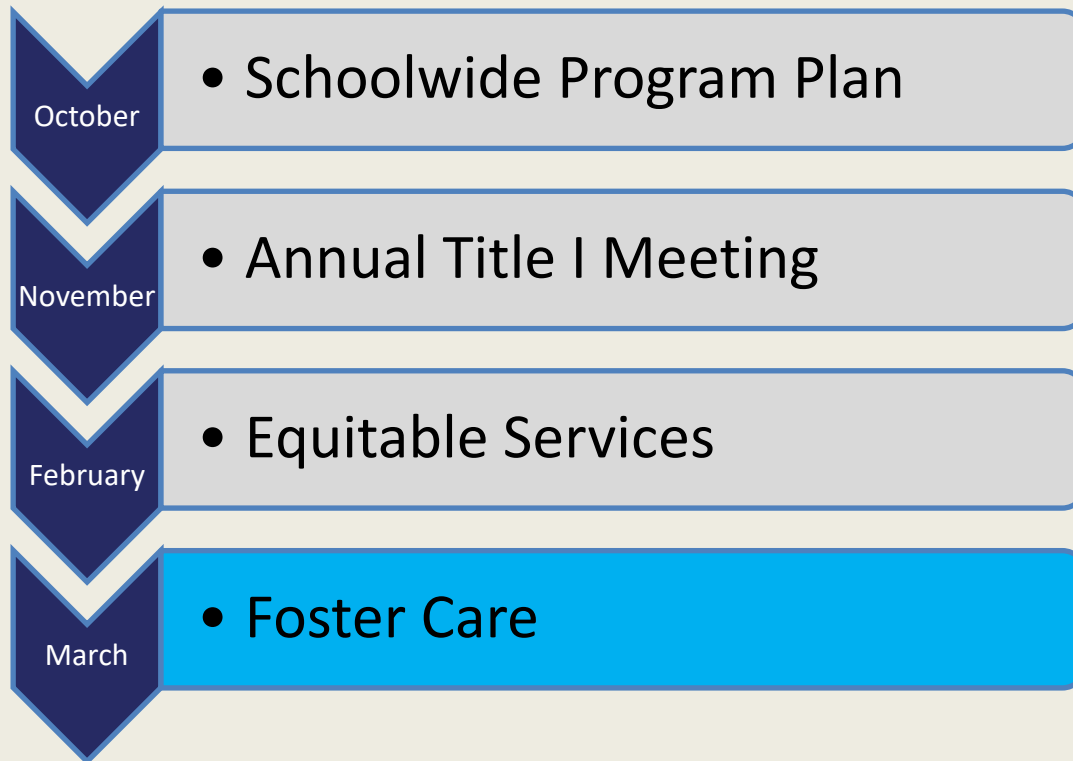 October
• Schoolwide Program Plan
November
• Annual Title I Meeting
February
• Equitable Services
March
• Foster Care